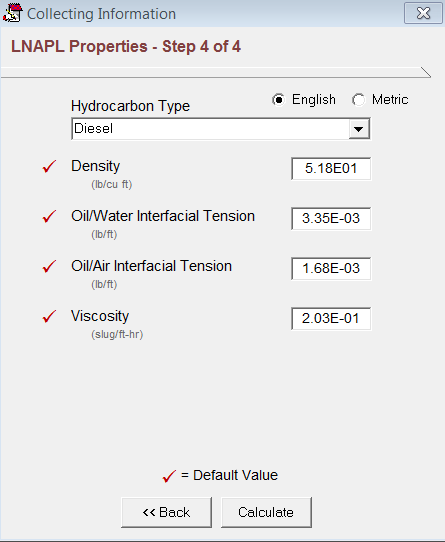 Collecting Information
LNAPL Properties - Step 4 of 4
Hydrocarbon Type
English
Metric
Diesel
Density
(lb/cu ft)
5.18E01
Oil/Water Interfacial Tension
(lb/ft)
3.35E-03
Oil/Air Interfacial Tension
(lb/ft)
1.68E-03
Viscosity
(slug/ft-hr)
2.03E-01
= Default Value
<< Back
Calculate